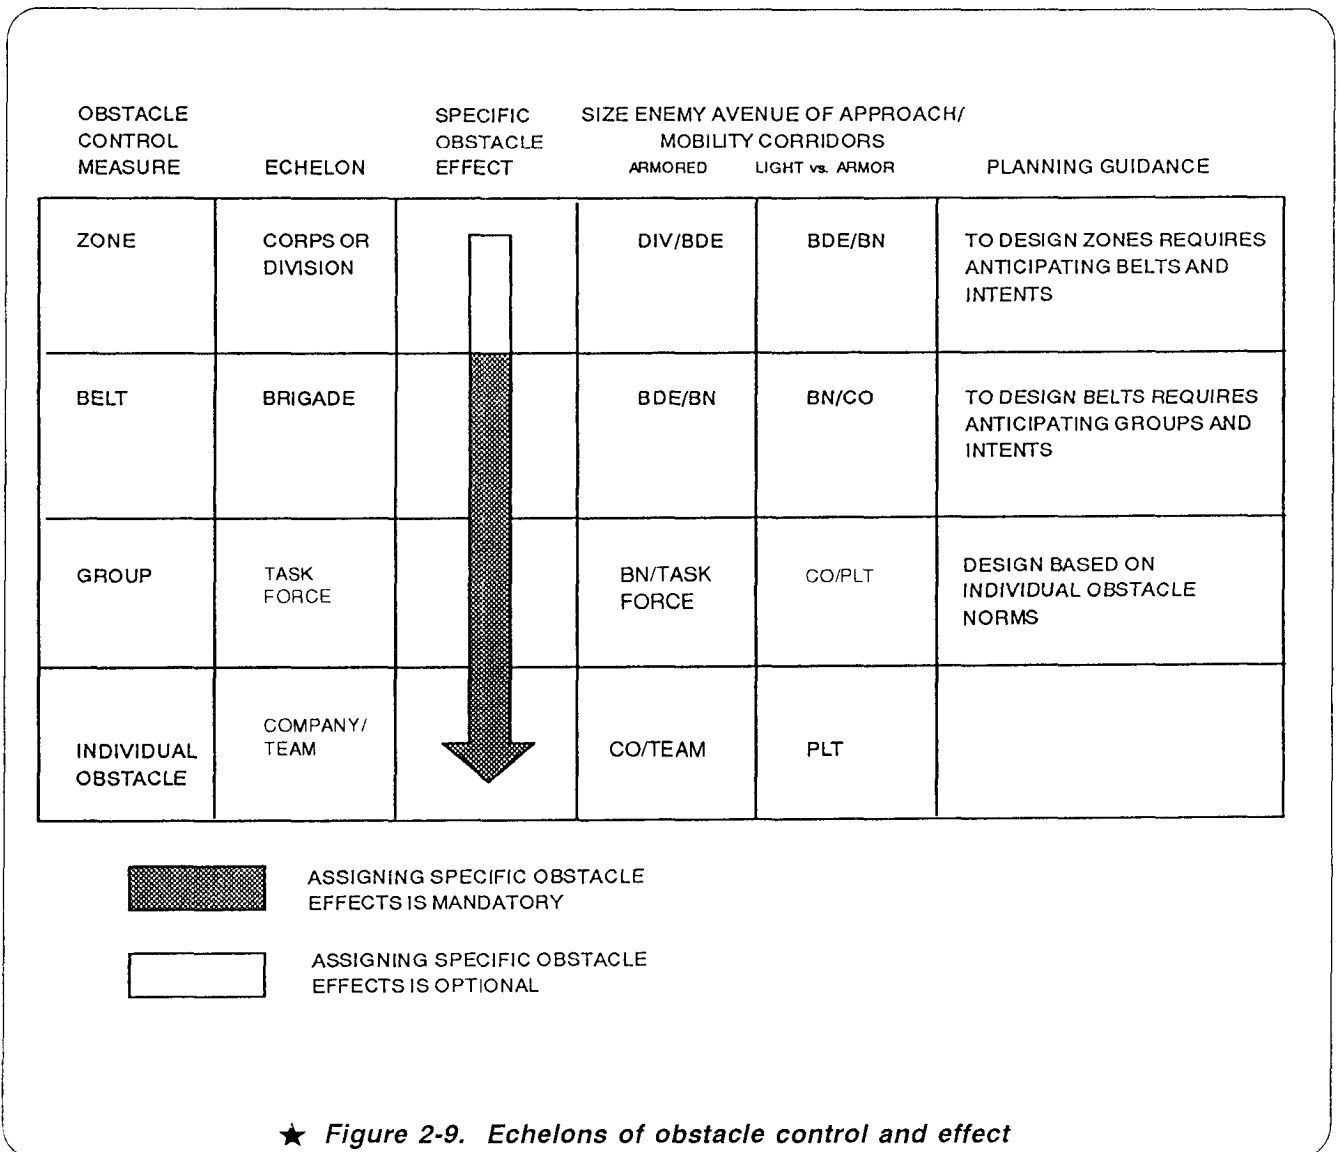 OBSTACLE
CONTROL
MEASURE
ECHELON
SPECIFIC
OBSTACLE
EFFECT
SIZE ENEMY AVENUE OF APPROACH/
MOBILITY CORRIDORS
ARMORED
LIGHT vs. ARMOR
PLANNING GUIDANCE
ZONE
CORPS OR
DIVISION
DIV/BDE
BDE/BN
TO DESIGN ZONES REQUIRES
ANTICIPATING BELTS AND
INTENTS
BELT
BRIGADE
BDE/BN
BN/CO
TO DESIGN BELTS REQUIRES
ANTICIPATING GROUPS AND
INTENTS
GROUP
TASK
FORCE
BN/TASK
FORCE
CO/PLT
DESIGN BASED ON
INDIVIDUAL OBSTACLE
NORMS
INDIVIDUAL
OBSTACLE
COMPANY/
TEAM
CO/TEAM
PLT
ASSIGNING SPECIFIC OBSTACLE
EFFECTS IS MANDATORY
ASSIGNING SPECIFIC OBSTACLE
EFFECTS IS OPTIONAL
★ Figure 2-9. Echelons of obstacle control and effect